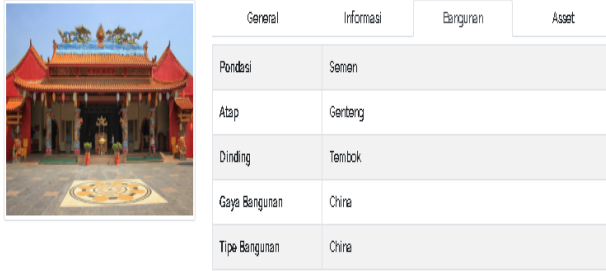 General Informasi Bangunan Asset
Pondasi Semen
Atap Genteng
Dinding Tembok
Gaya Bangunan China
Tipe Bangunan China